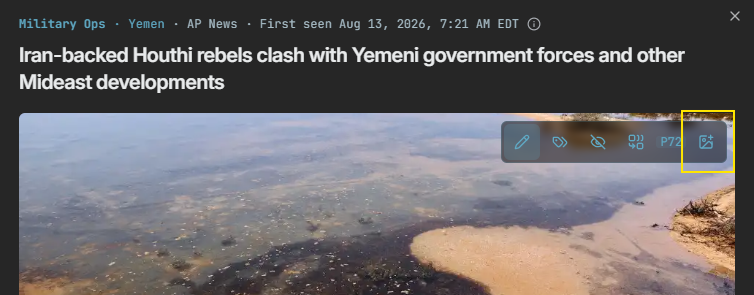 Military Ops · Yemen · AP News · First seen Aug 13, 2026, 7:21 AM EDT
Iran-backed Houthi rebels clash with Yemeni government forces and other
Mideast developments
P72